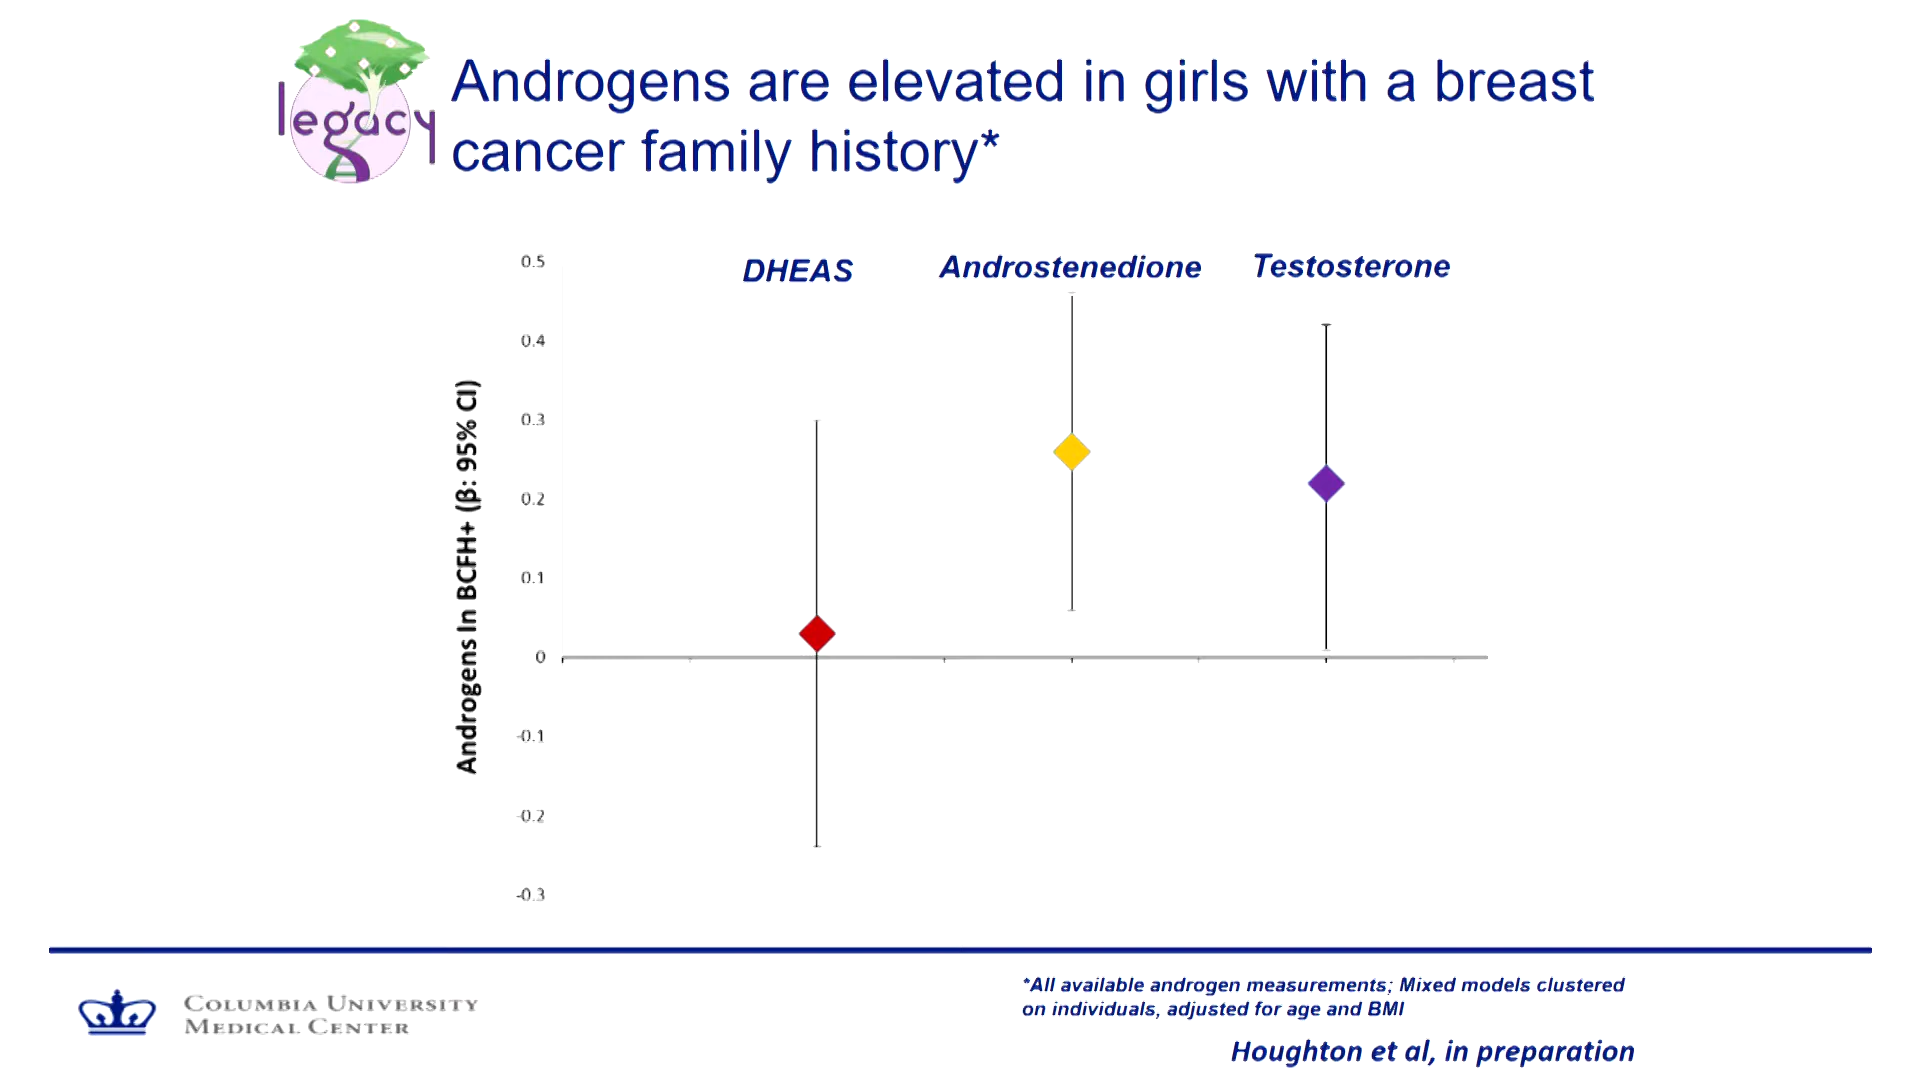 legacy
Androgens are elevated in girls with a breast
cancer family history*
DHEAS
Androstenedione
Testosterone
Androgens In BCFH+ (β: 95% CI)
0.5
0.4
0.3
0.2
0.1
0
-0.1
-0.2
-0.3
COLUMBIA UNIVERSITY
MEDICAL CENTER
*All available androgen measurements; Mixed models clustered
on individuals, adjusted for age and BMI
Houghton et al, in preparation